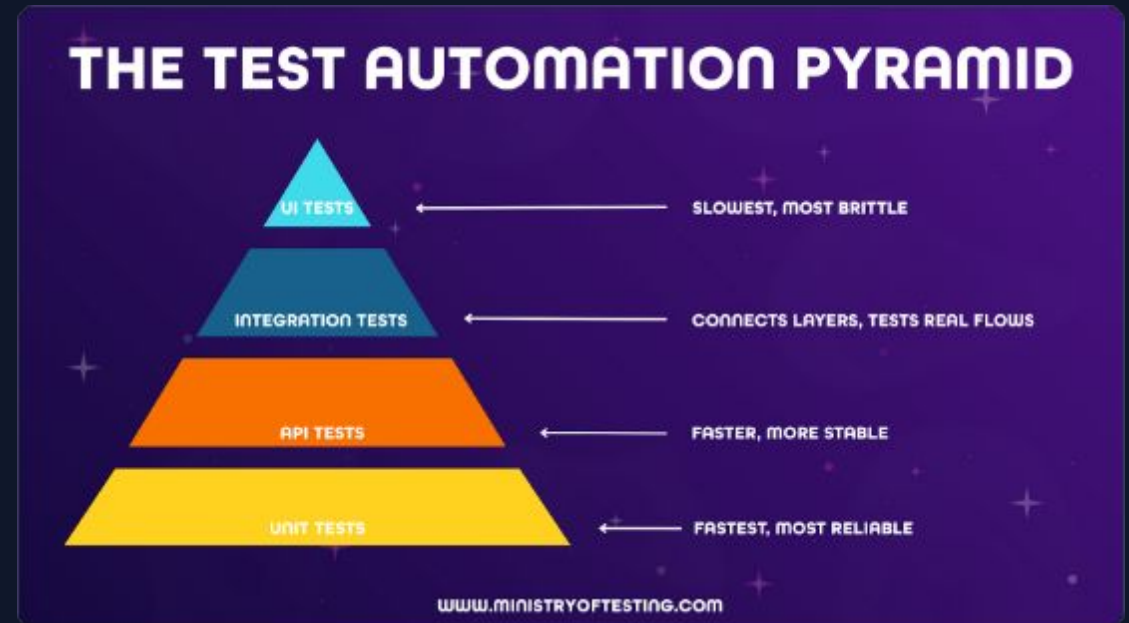 THE TEST AUTOMATION PYRAMID
UI TESTS
SLOWEST, MOST BRITTLE
INTEGRATION TESTS
CONNECTS LAYERS, TESTS REAL FLOWS
API TESTS
FASTER, MORE STABLE
UNIT TESTS
FASTEST, MOST RELIABLE
WWW.MINISTRYOFTESTING.COM